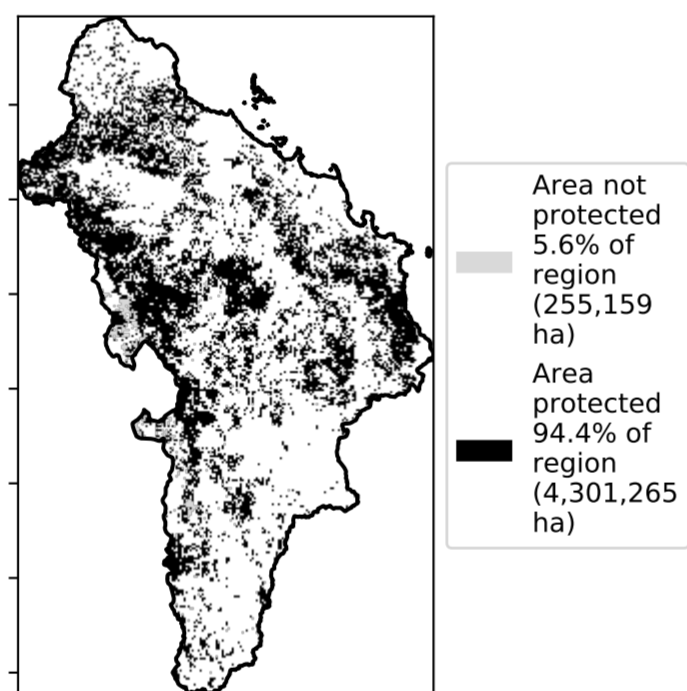 Area not
protected
5.6% of
region
(255,159
ha)
Area
protected
94.4% of
region
(4,301,265
ha)